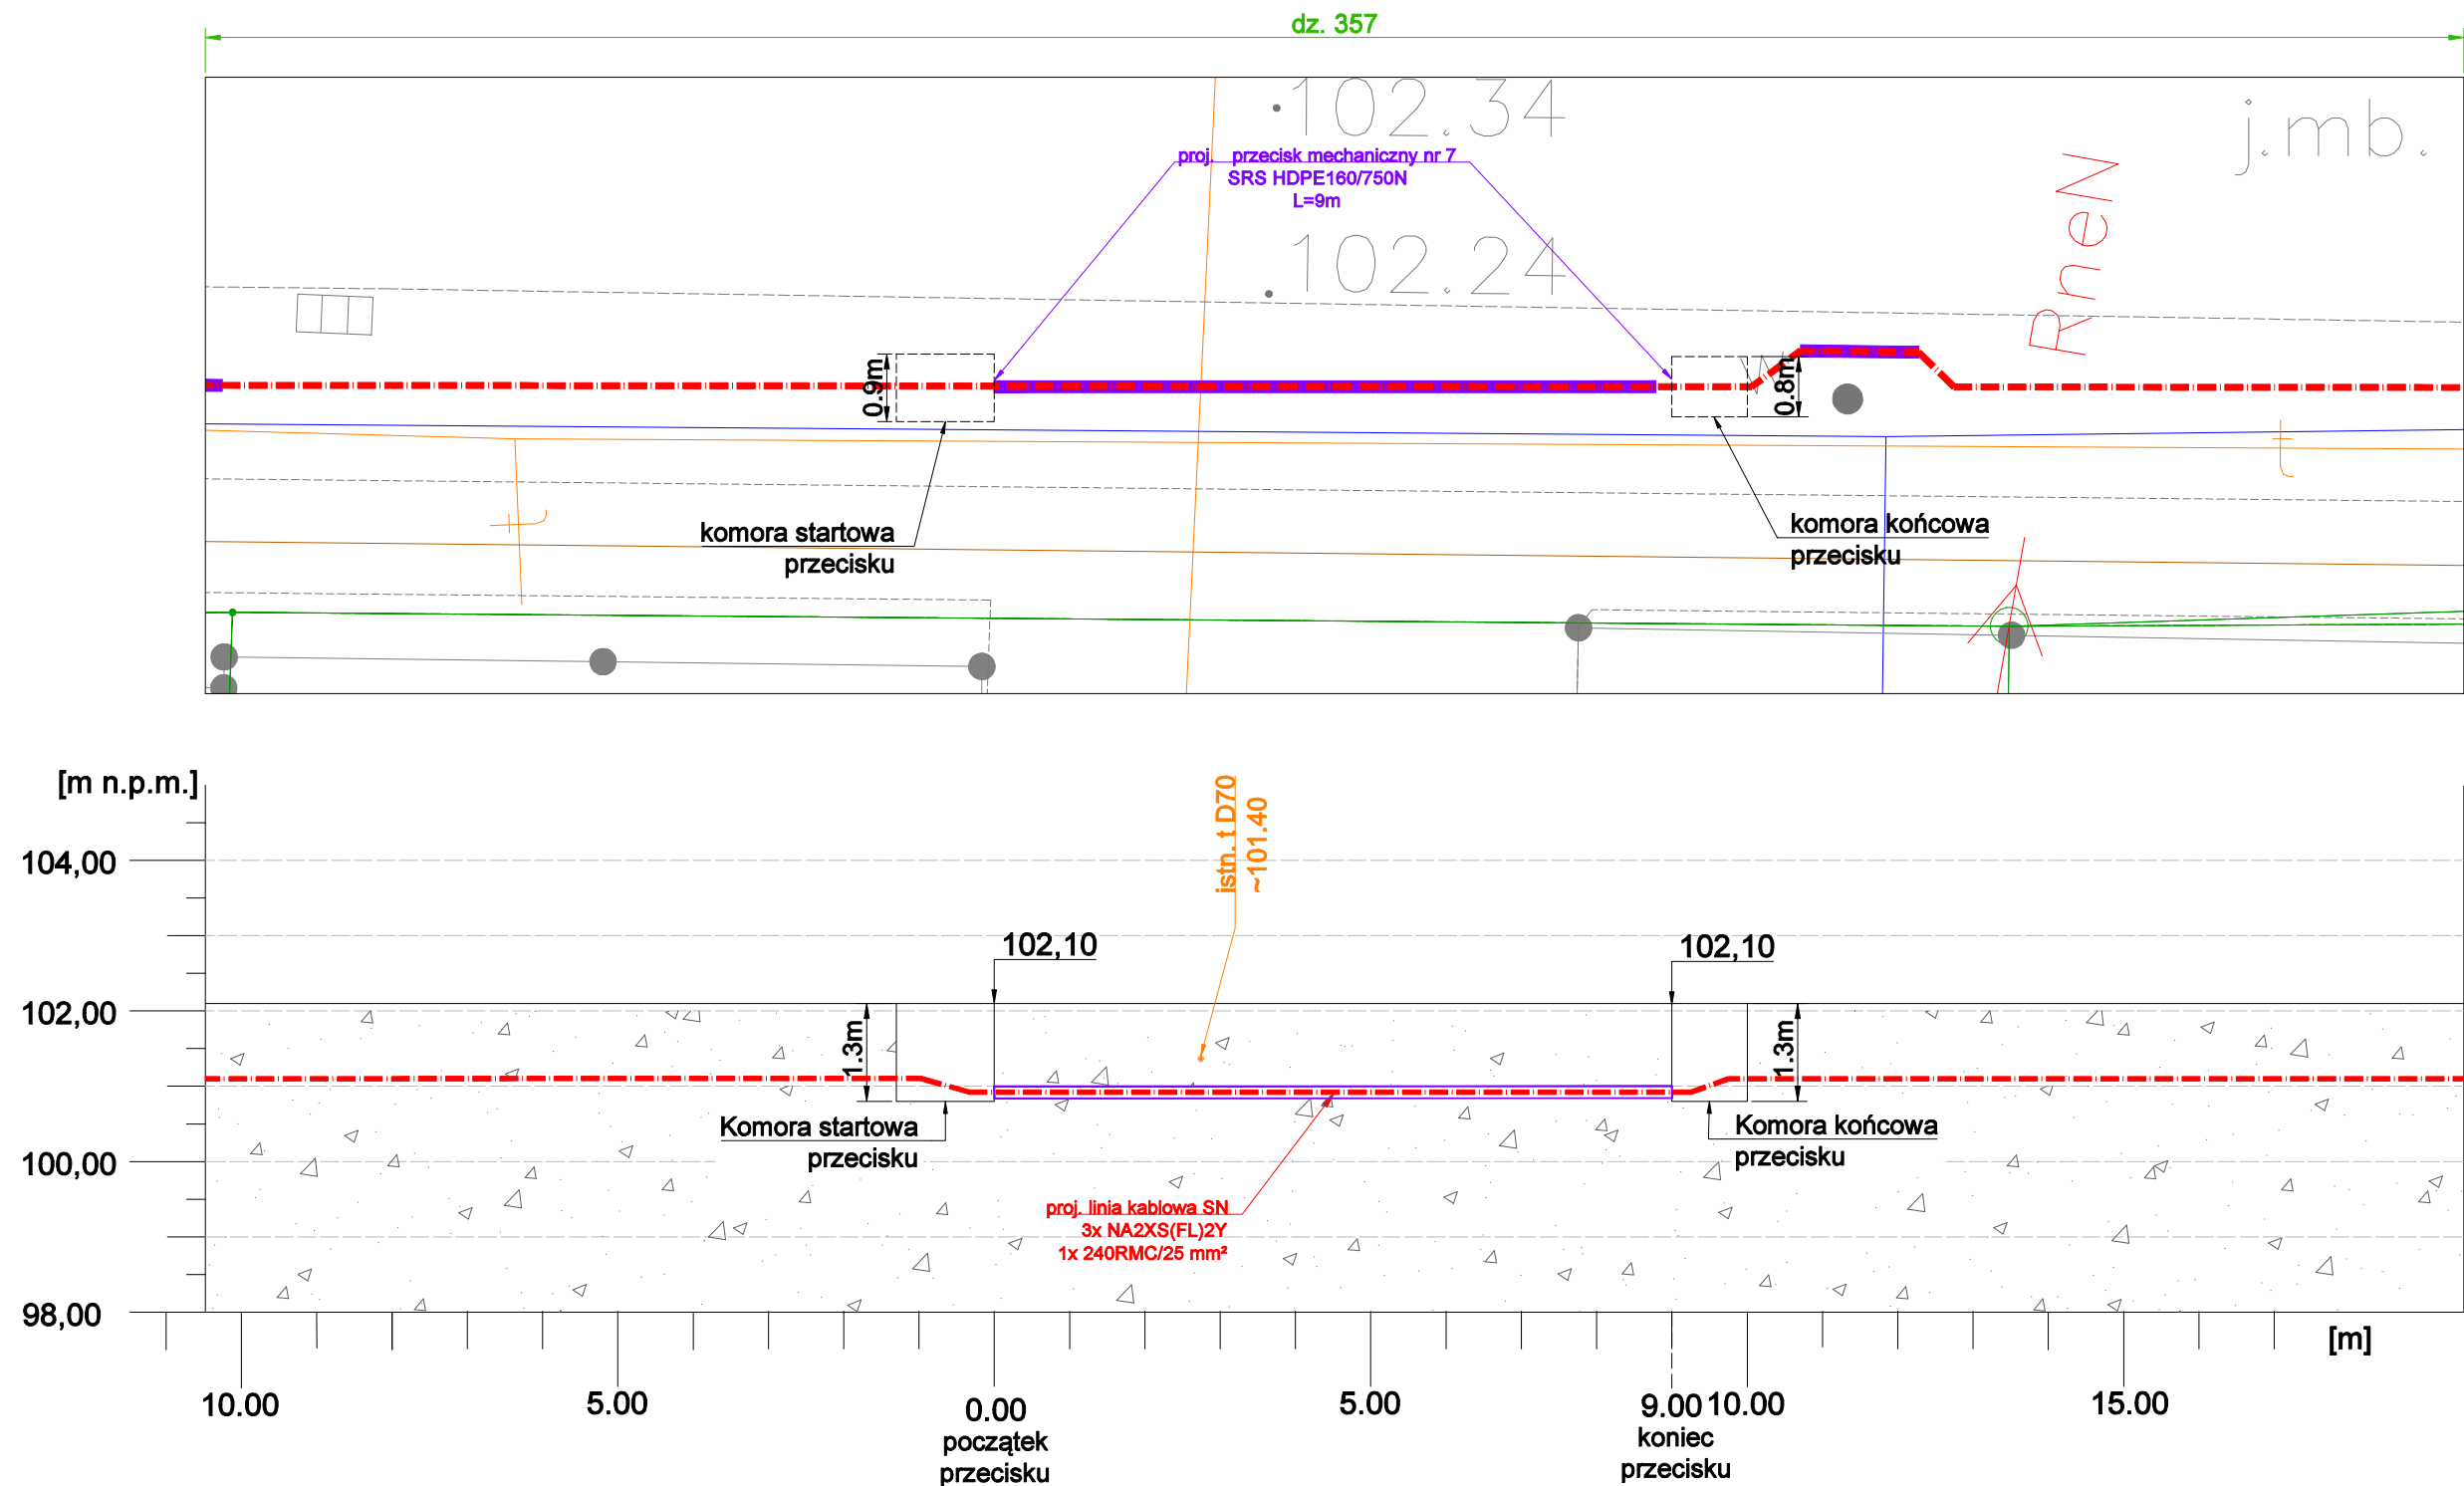 dz. 357
.102.34
j.mb.
proj. przecisk mechaniczny nr 7
SRS HDPE160/750N
L=9m
RneN
.102.24
0.9m
0.8m
t
t
komora startowa
przecisku
komora końcowa
przecisku
[m n.p.m.]
istn. t D70
~101.40
104,00
102,10
102,10
102,00
1.3m
1.3m
Komora startowa
przecisku
Komora końcowa
przecisku
100,00
proj. linia kablowa SN
3x NA2XS(FL)2Y
1x 240RMC/25 mm²
98,00
[m]
10.00
5.00
0.00
5.00
9.00
10.00
15.00
początek
przecisku
koniec
przecisku